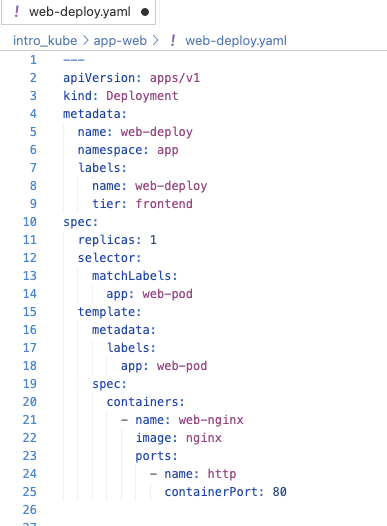 ! web-deploy.yaml ●
intro_kube > app-web > ! web-deploy.yaml
1 ---
2 apiVersion: apps/v1
3 kind: Deployment
4 metadata:
5   name: web-deploy
6   namespace: app
7   labels:
8     name: web-deploy
9     tier: frontend
10 spec:
11   replicas: 1
12   selector:
13     matchLabels:
14       app: web-pod
15   template:
16     metadata:
17       labels:
18         app: web-pod
19     spec:
20       containers:
21         - name: web-nginx
22           image: nginx
23           ports:
24             - name: http
25               containerPort: 80
26
27